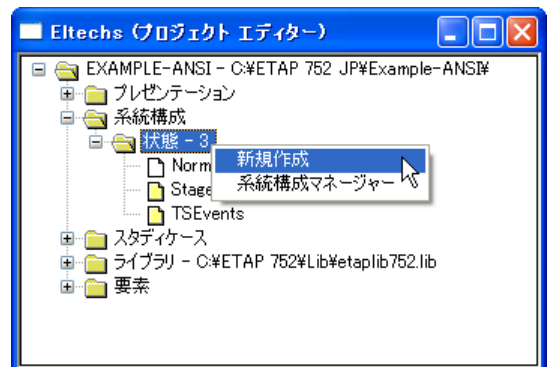 Eltechs (プロジェクト エディター)
EXAMPLE-ANSI - C:¥ETAP 752 JP¥Example-ANSI¥
プレゼンテーション
系統構成
状態 - 3
新規作成
Norm
系統構成マネージャー
Stage
TSEvents
スタディケース
ライブラリ - C:¥ETAP 752¥Lib¥etaplib752.lib
要素